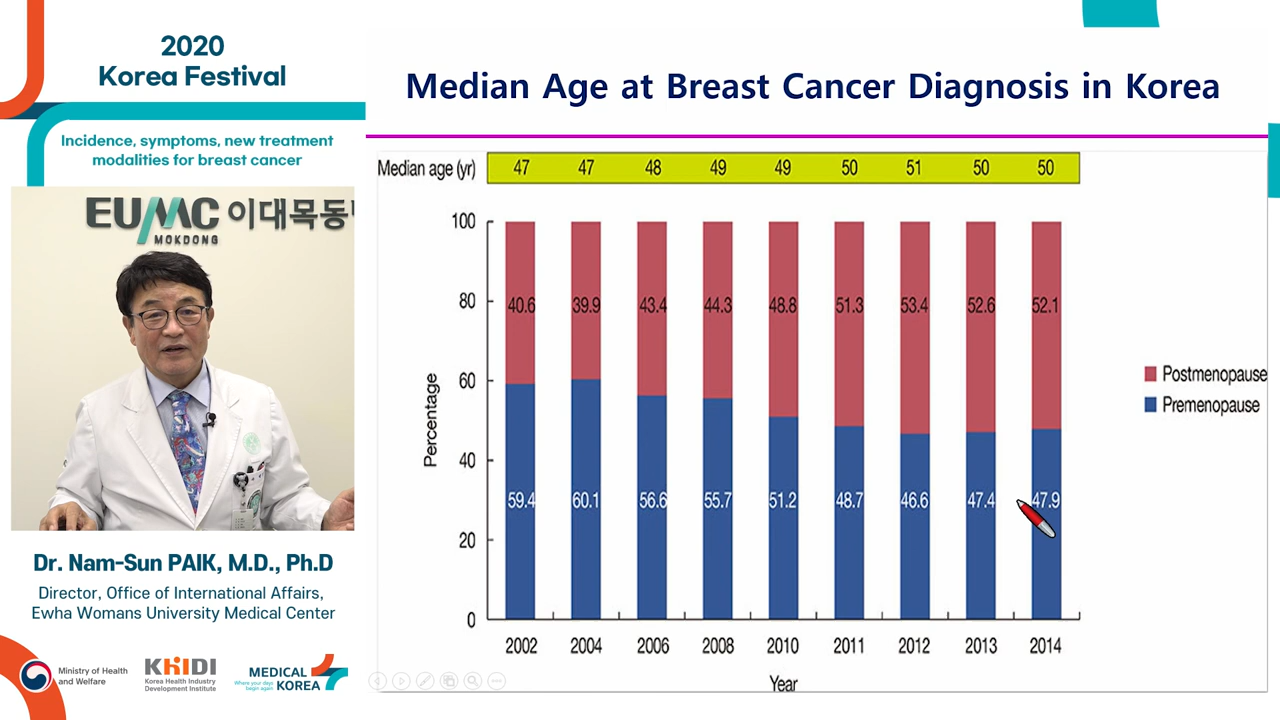 2020
Korea Festival
Incidence, symptoms, new treatment
modalities for breast cancer
EUMC 이대목동
MOKDONG
Dr. Nam-Sun PAIK, M.D., Ph.D
Director, Office of International Affairs,
Ewha Womans University Medical Center
Ministry of Health
and Welfare
KHIDI
Korea Health Industry
Development Institute
MEDICAL
KOREA
Where your days
begin again
Median Age at Breast Cancer Diagnosis in Korea
Median age (yr) 47 47 48 49 49 50 51 50 50
Percentage
100
80
60
40
20
0
40.6 39.9 43.4 44.3 48.8 51.3 53.4 52.6 52.1
59.4 60.1 56.6 55.7 51.2 48.7 46.6 47.4 47.9
2002 2004 2006 2008 2010 2011 2012 2013 2014
Year
Postmenopause
Premenopause